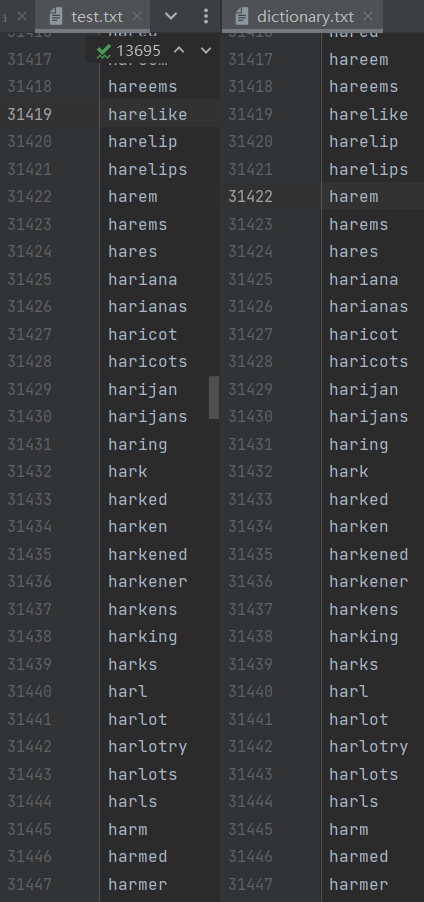 a test.txt dictionary.txt
13695
31417 hareem 31417 hareem
31418 hareems 31418 hareems
31419 harelike 31419 harelike
31420 harelip 31420 harelip
31421 harelips 31421 harelips
31422 harem 31422 harem
31423 harems 31423 harems
31424 hares 31424 hares
31425 hariana 31425 hariana
31426 harianas 31426 harianas
31427 haricot 31427 haricot
31428 haricots 31428 haricots
31429 harijan 31429 harijan
31430 harijans 31430 harijans
31431 haring 31431 haring
31432 hark 31432 hark
31433 harked 31433 harked
31434 harken 31434 harken
31435 harkened 31435 harkened
31436 harkener 31436 harkener
31437 harkens 31437 harkens
31438 harking 31438 harking
31439 harks 31439 harks
31440 harl 31440 harl
31441 harlot 31441 harlot
31442 harlotry 31442 harlotry
31443 harlots 31443 harlots
31444 harls 31444 harls
31445 harm 31445 harm
31446 harmed 31446 harmed
31447 harmer 31447 harmer